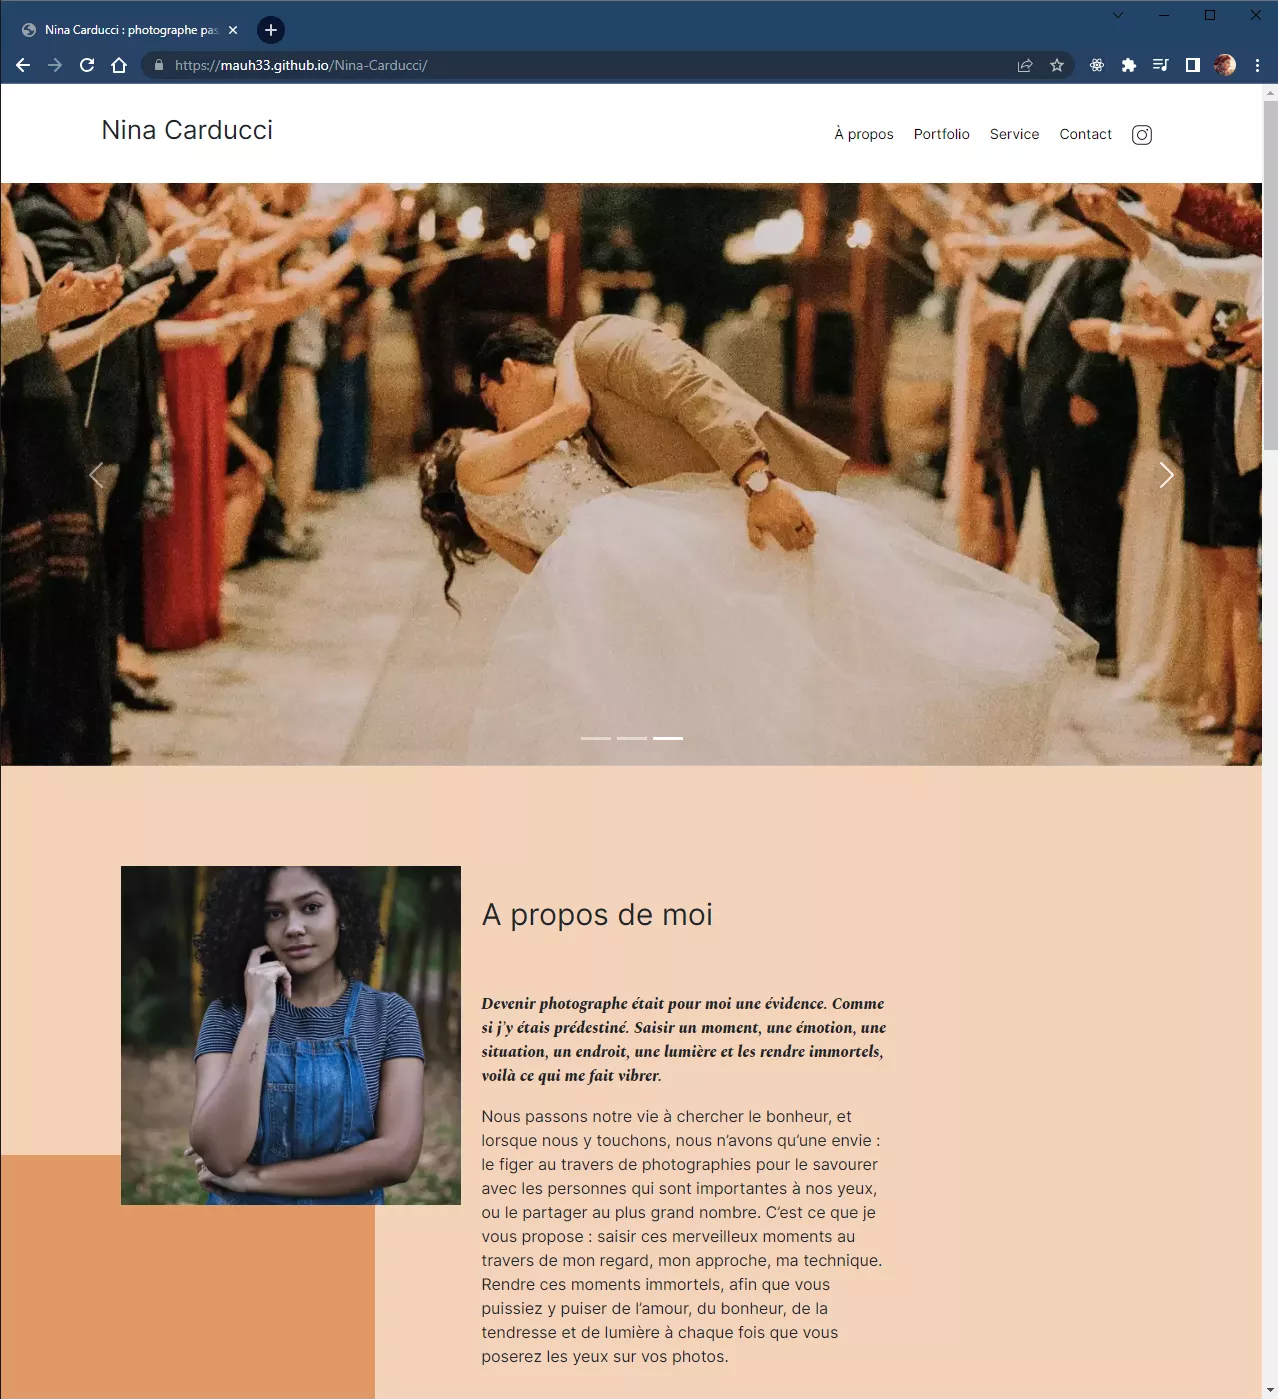 Nina Carducci : photographe pas
https://mauh33.github.io/Nina-Carducci/
Nina Carducci
À propos Portfolio Service Contact
A propos de moi
Devenir photographe était pour moi une évidence. Comme
si j'y étais prédestiné. Saisir un moment, une émotion, une
situation, un endroit, une lumière et les rendre immortels,
voilà ce qui me fait vibrer.
Nous passons notre vie à chercher le bonheur, et
lorsque nous y touchons, nous n’avons qu’une envie :
le figer au travers de photographies pour le savourer
avec les personnes qui sont importantes à nos yeux,
ou le partager au plus grand nombre. C’est ce que je
vous propose : saisir ces merveilleux moments au
travers de mon regard, mon approche, ma technique.
Rendre ces moments immortels, afin que vous
puissiez y puiser de l’amour, du bonheur, de la
tendresse et de lumière à chaque fois que vous
poserez les yeux sur vos photos.